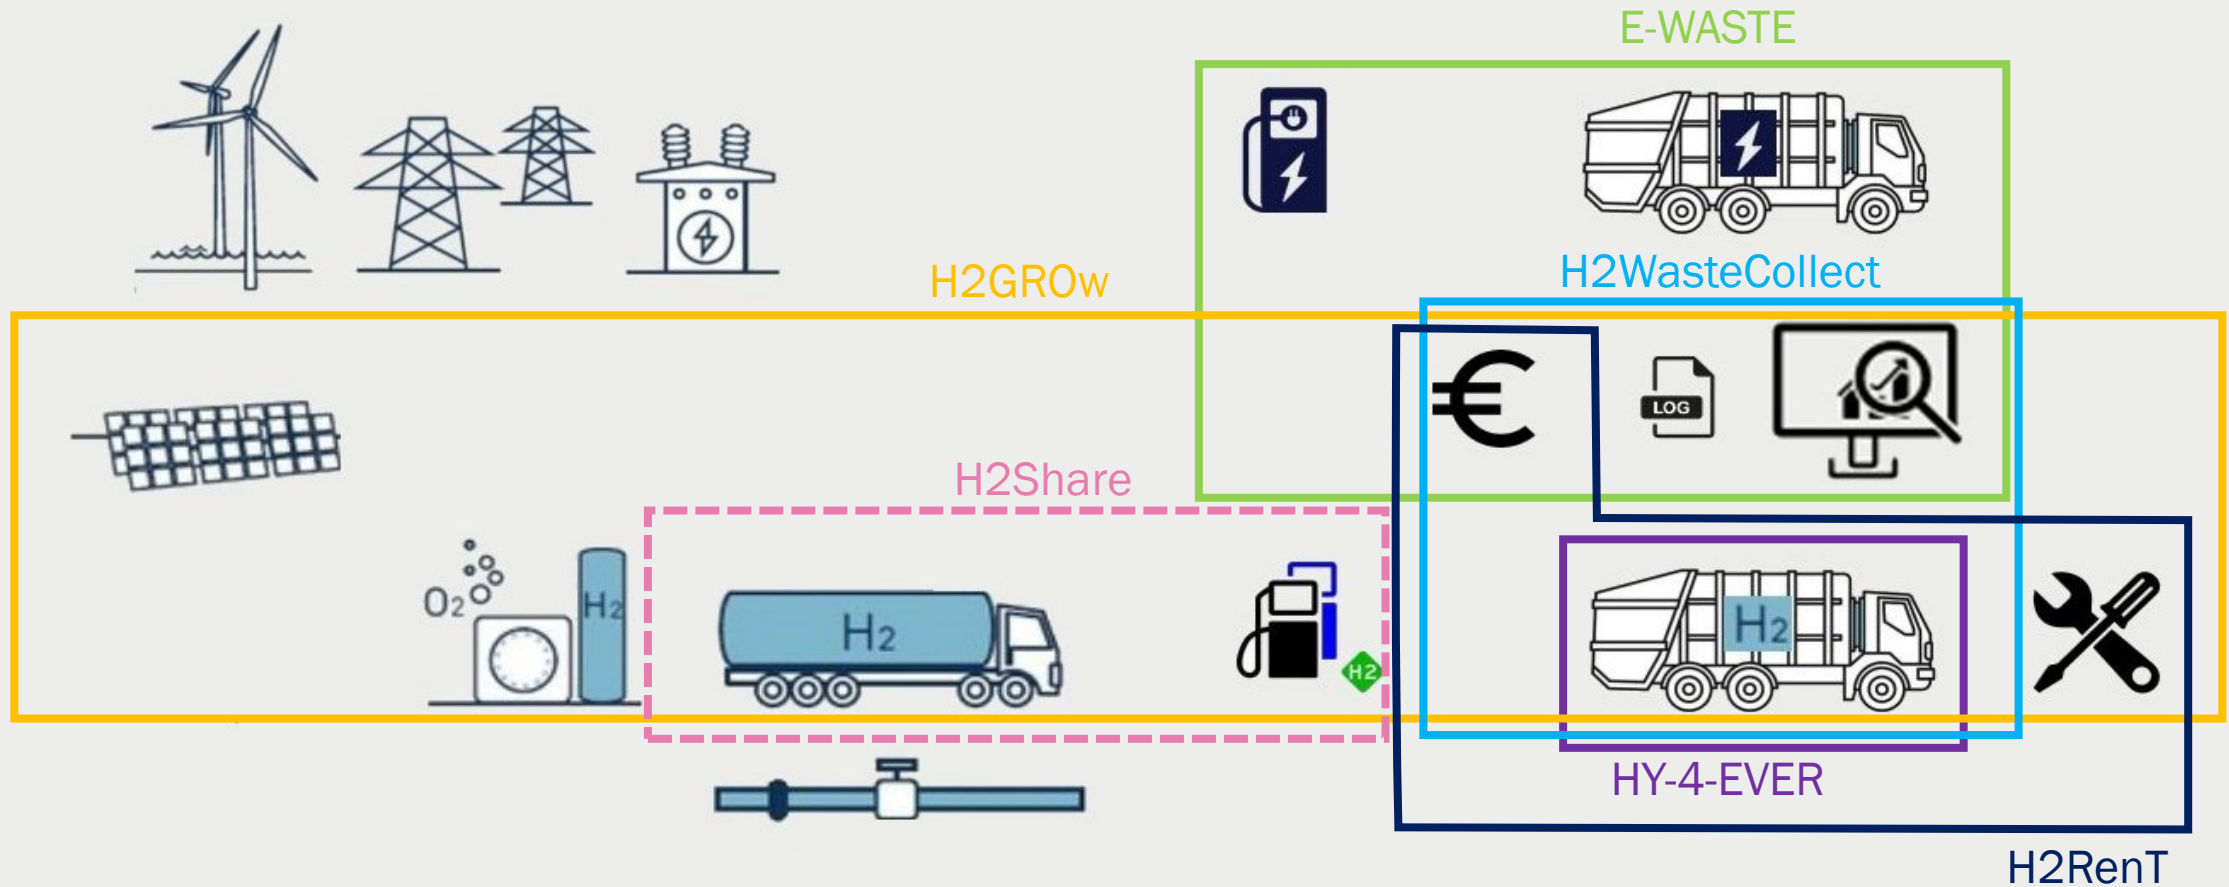 E-WASTE
H2WasteCollect
H2GROw
LOG
H2Share
O2
H2
H2
H2
H2
HY-4-EVER
H2RenT